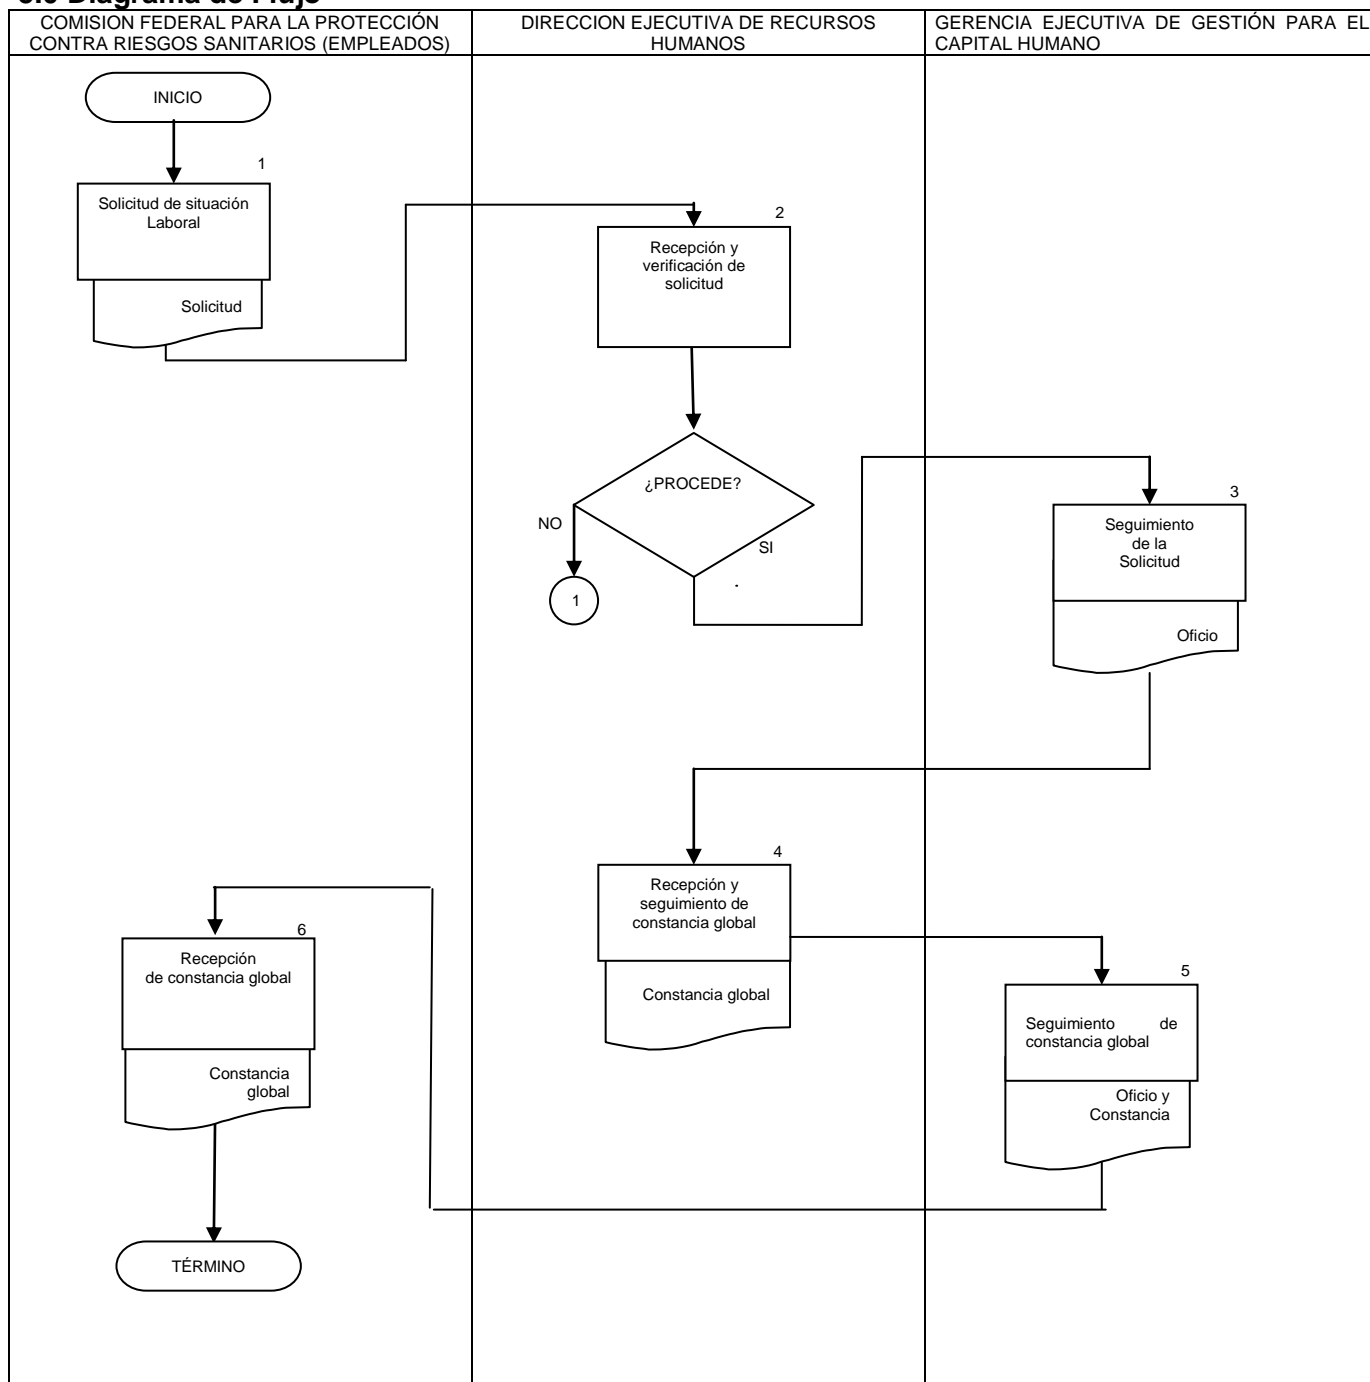 COMISION FEDERAL PARA LA PROTECCIÓN
CONTRA RIESGOS SANITARIOS (EMPLEADOS)
DIRECCION EJECUTIVA DE RECURSOS
HUMANOS
GERENCIA EJECUTIVA DE GESTIÓN PARA EL
CAPITAL HUMANO
INICIO
1
Solicitud de situación
Laboral
Solicitud
2
Recepción y
verificación de
solicitud
¿PROCEDE?
NO
SI
.
1
3
Seguimiento
de la
Solicitud
Oficio
4
Recepción y
seguimiento de
constancia global
Constancia global
5
Seguimiento de
constancia global
Oficio y
Constancia
6
Recepción
de constancia global
Constancia
global
TÉRMINO